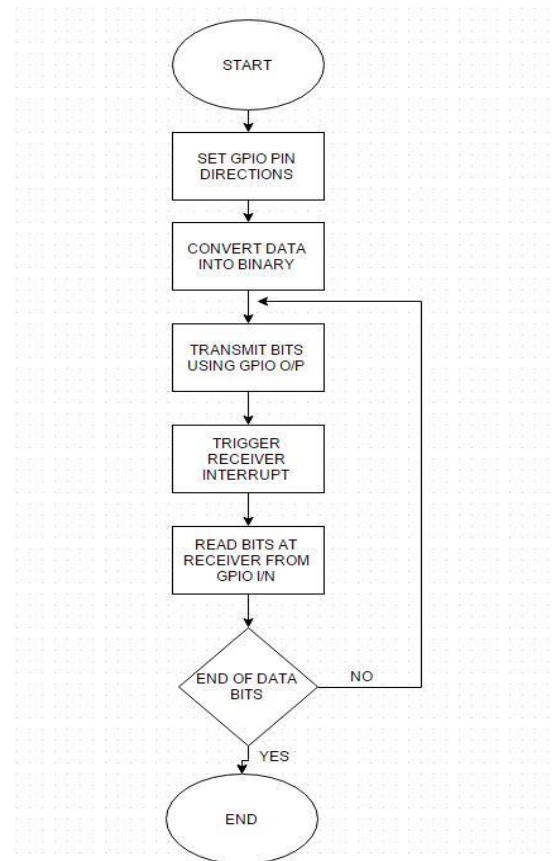 START
SET GPIO PIN
DIRECTIONS
CONVERT DATA
INTO BINARY
TRANSMIT BITS
USING GPIO O/P
TRIGGER
RECEIVER
INTERRUPT
READ BITS AT
RECEIVER FROM
GPIO I/N
END OF DATA
BITS
NO
YES
END